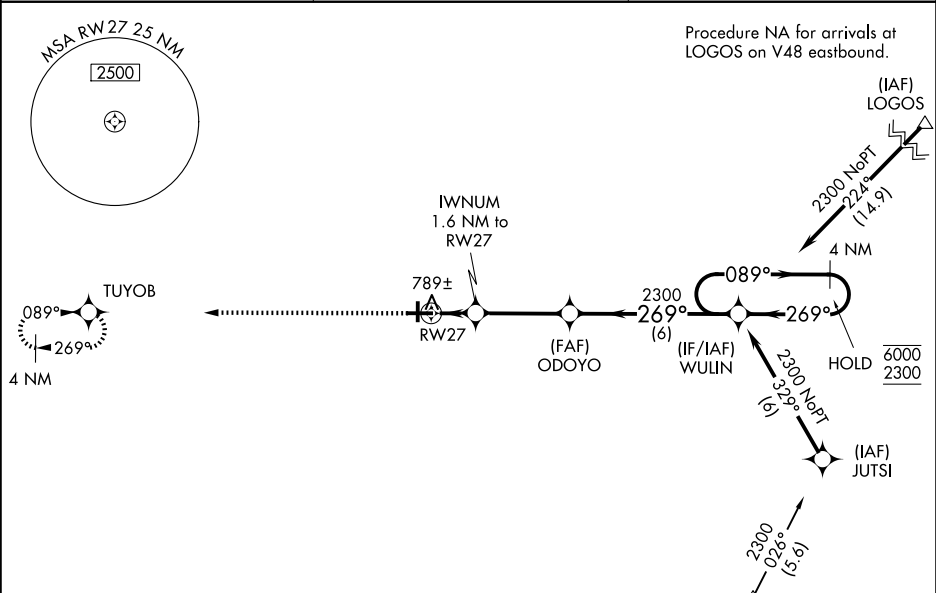 MSA RW27 25 NM
2500
Procedure NA for arrivals at
LOGOS on V48 eastbound.
(IAF)
LOGOS
2300 NoPT
224°
(14.9)
IWNUM
1.6 NM to
RW27
4 NM
089°
TUYOB
089°
269°
4 NM
789±
RW27
2300
269°
(6)
269°
(FAF)
ODOYO
(IF/IAF)
WULIN
HOLD
6000
2300
2300 NoPT
329°
(6)
(IAF)
JUTSI
2300
026°
(5.6)